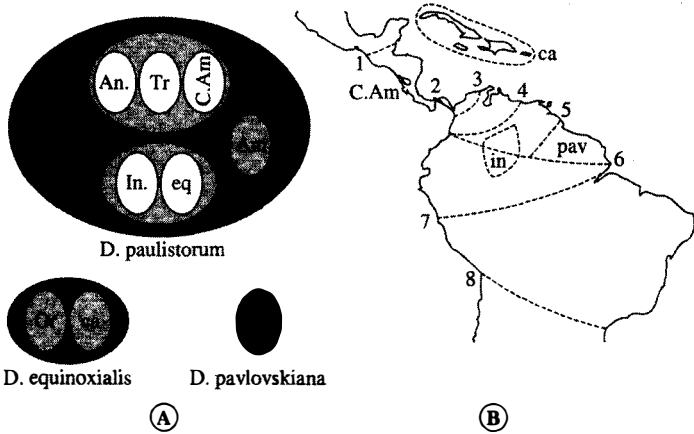 An. Tr C.Am
In. eq
D. paulistorum
D. equinoxialis
D. pavlovskiana
A
1
C.Am
2
3
4
5
ca
in
pav
6
7
8
B